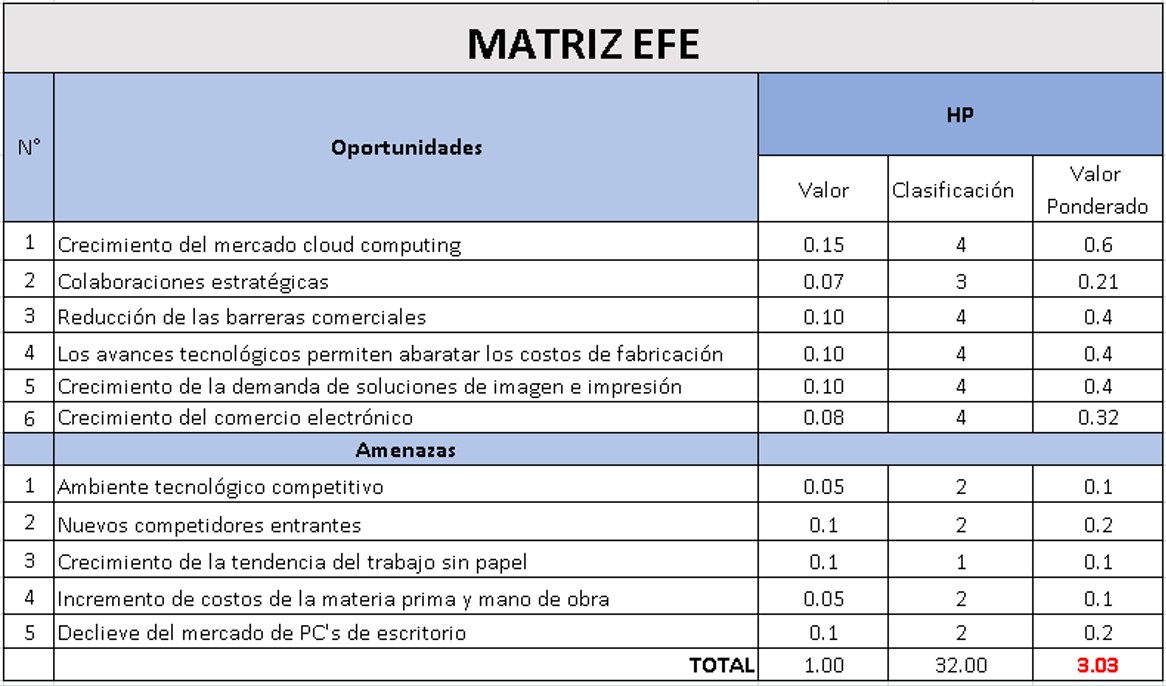 MATRIZ EFE
N° Oportunidades HP
Valor Clasificación Valor Ponderado
1 Crecimiento del mercado cloud computing 0.15 4 0.6
2 Colaboraciones estratégicas 0.07 3 0.21
3 Reducción de las barreras comerciales 0.10 4 0.4
4 Los avances tecnológicos permiten abaratar los costos de fabricación 0.10 4 0.4
5 Crecimiento de la demanda de soluciones de imagen e impresión 0.10 4 0.4
6 Crecimiento del comercio electrónico 0.08 4 0.32
Amenazas
1 Ambiente tecnológico competitivo 0.05 2 0.1
2 Nuevos competidores entrantes 0.1 2 0.2
3 Crecimiento de la tendencia del trabajo sin papel 0.1 1 0.1
4 Incremento de costos de la materia prima y mano de obra 0.05 2 0.1
5 Declieve del mercado de PC's de escritorio 0.1 2 0.2
TOTAL 1.00 32.00 3.03